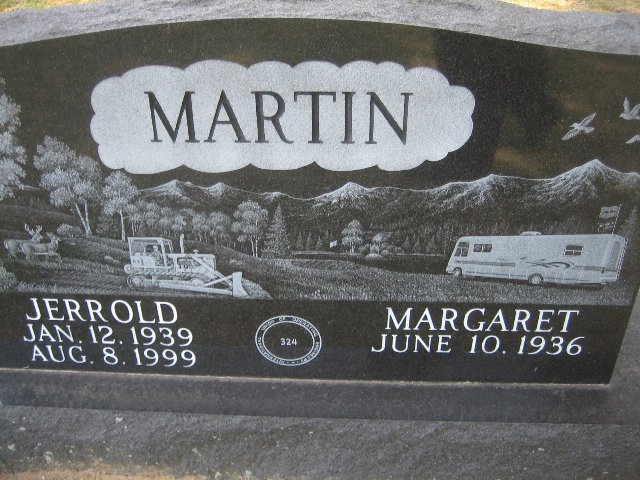 MARTIN
JERROLD
JAN. 12. 1939
AUG. 8. 1999
324
MARGARET
JUNE 10. 1936